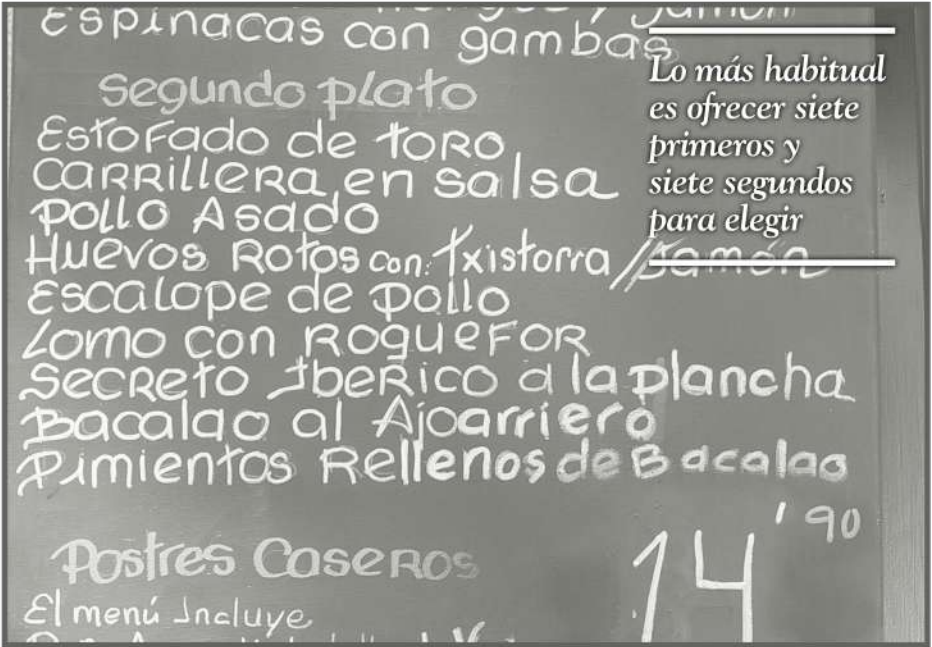 Espinacas con gambas
Segundo plato
Estofado de toro
Carrillera en salsa
Pollo Asado
Huevos Rotos con txistorra / Jamón
Escalope de pollo
Lomo con Roquefor
Secreto Iberico a la plancha
Bacalao al Ajoarriero
Pimientos Rellenos de Bacalao
14'90
Postres Caseros
El menú Incluye
Lo más habitual
es ofrecer siete
primeros y
siete segundos
para elegir